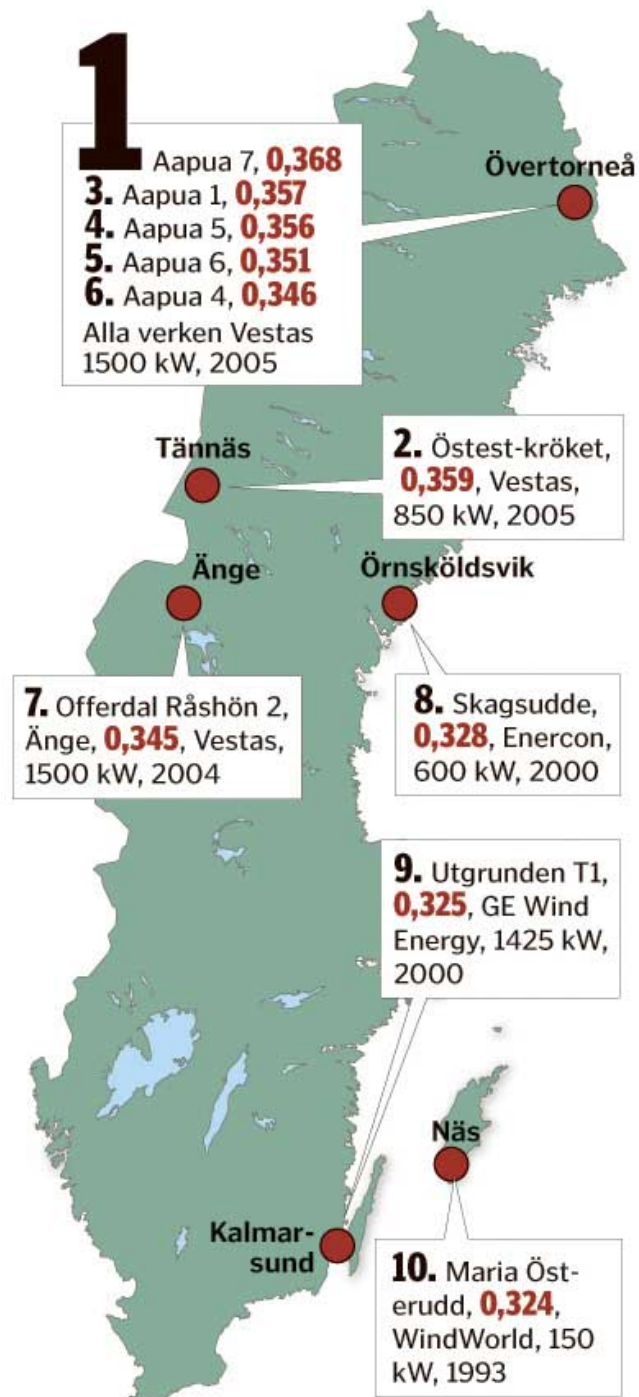 1 Aapua 7, 0,368
3. Aapua 1, 0,357
4. Aapua 5, 0,356
5. Aapua 6, 0,351
6. Aapua 4, 0,346
Alla verken Vestas
1500 kW, 2005
Övertorneå
Tännäs
2. Östest-kröket,
0,359, Vestas,
850 kW, 2005
Änge
Örnsköldsvik
7. Offerdal Råshön 2,
Änge, 0,345, Vestas,
1500 kW, 2004
8. Skagsudde,
0,328, Enercon,
600 kW, 2000
9. Utgrunden T1,
0,325, GE Wind
Energy, 1425 kW,
2000
Näs
Kalmar-
sund
10. Maria Öst-
erudd, 0,324,
WindWorld, 150
kW, 1993